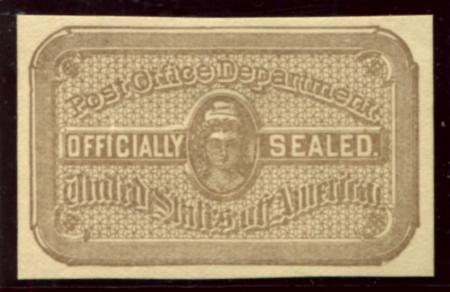 Post Office Department.
OFFICIALLY SEALED.
United States of America.